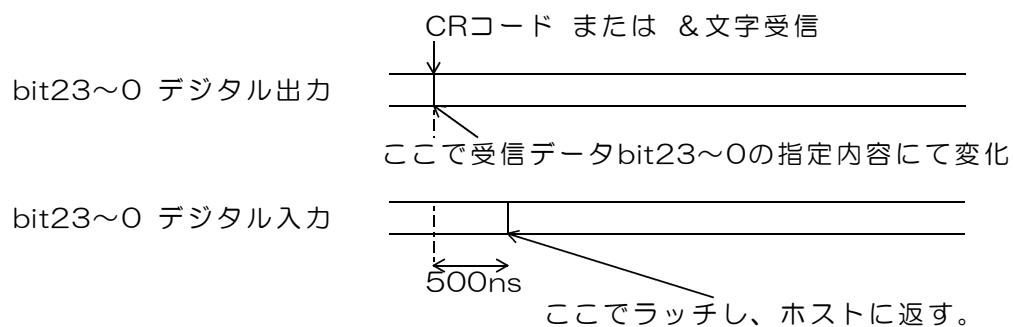 CRコード または &文字受信
bit23～0 デジタル出力
ここで受信データbit23～0の指定内容にて変化
bit23～0 デジタル入力
500ns
ここでラッチし、ホストに返す。